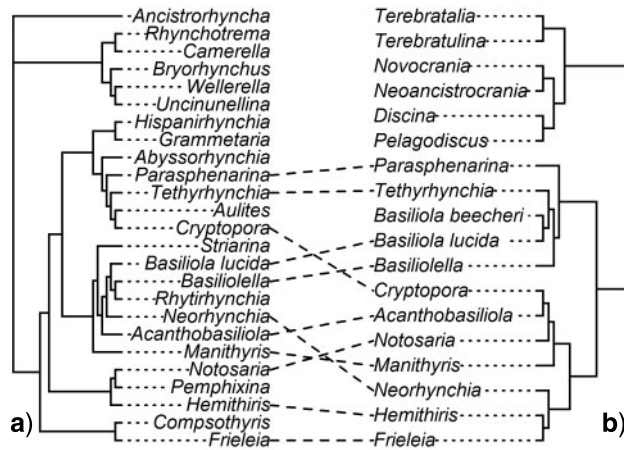 Ancistrorhyncha
Rhynchotrema
Camerella
Bryorhynchus
Wellerella
Uncinunellina
Hispanirhynchia
Grammetaria
Abyssorhynchia
Parasphenarina
Tethyrhynchia
Aulites
Cryptopora
Striarina
Basiliola lucida
Basiliolella
Rhytirhynchia
Neorhynchia
Acanthobasiliola
Manithyris
Notosaria
Pemphixina
Hemithiris
Compsothyris
Frieleia
a)
Terebratalia
Terebratulina
Novocrania
Neoancistrocrania
Discina
Pelagodiscus
Parasphenarina
Tethyrhynchia
Basiliola beecheri
Basiliola lucida
Basiliolella
Cryptopora
Acanthobasiliola
Notosaria
Manithyris
Neorhynchia
Hemithiris
Frieleia
b)